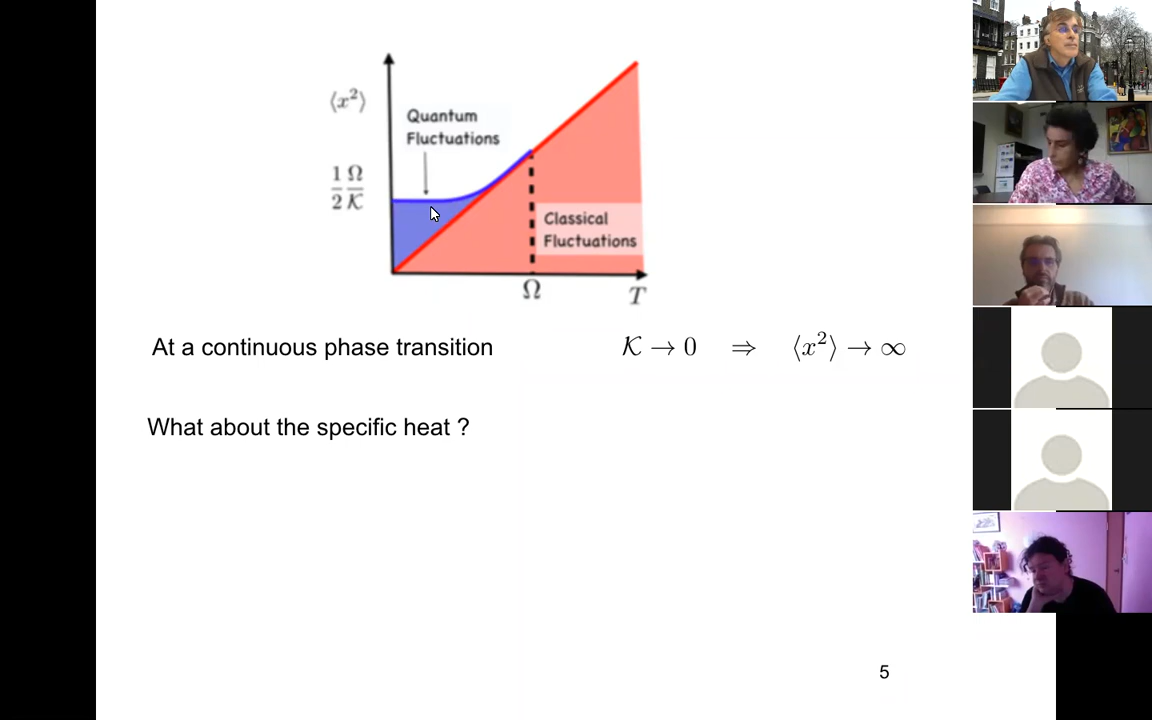 ⟨x²⟩
Quantum
Fluctuations
1 Ω
2 𝒦
Classical
Fluctuations
Ω
T
At a continuous phase transition 𝒦 → 0 ⇒ ⟨x²⟩ → ∞
What about the specific heat ?
5